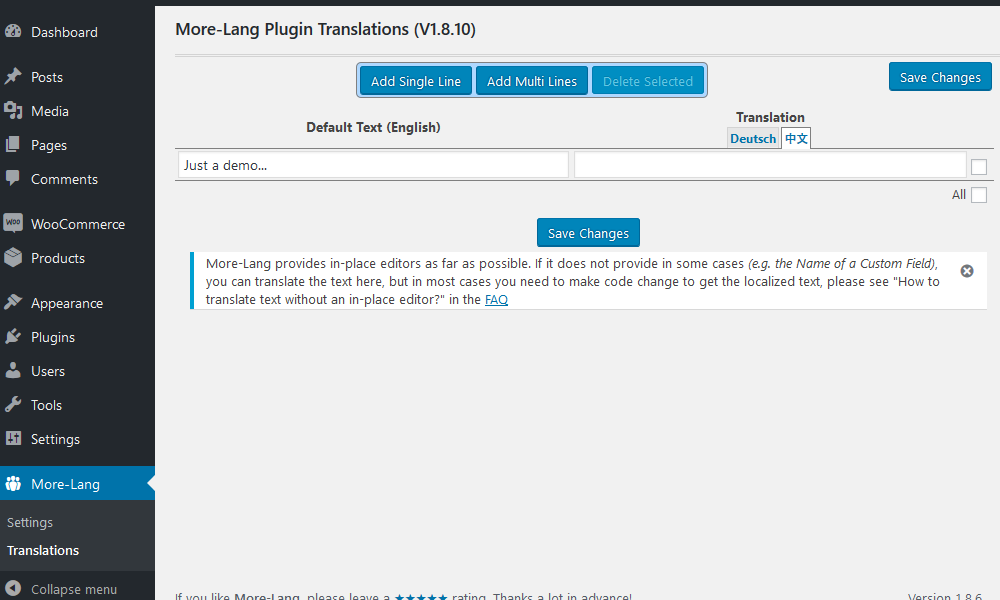 Dashboard
Posts
Media
Pages
Comments
WOO
WooCommerce
Products
Appearance
Plugins
Users
Tools
Settings
More-Lang
Settings
Translations
Collapse menu
More-Lang Plugin Translations (V1.8.10)
Add Single Line
Add Multi Lines
Delete Selected
Save Changes
Default Text (English)
Translation
Deutsch
中文
Just a demo...
All
Save Changes
More-Lang provides in-place editors as far as possible. If it does not provide in some cases (e.g. the Name of a Custom Field),
you can translate the text here, but in most cases you need to make code change to get the localized text, please see "How to
translate text without an in-place editor?" in the FAQ
If you like More-Lang, please leave a ★★★★★ rating. Thanks a lot in advance!
Version 1.8.6